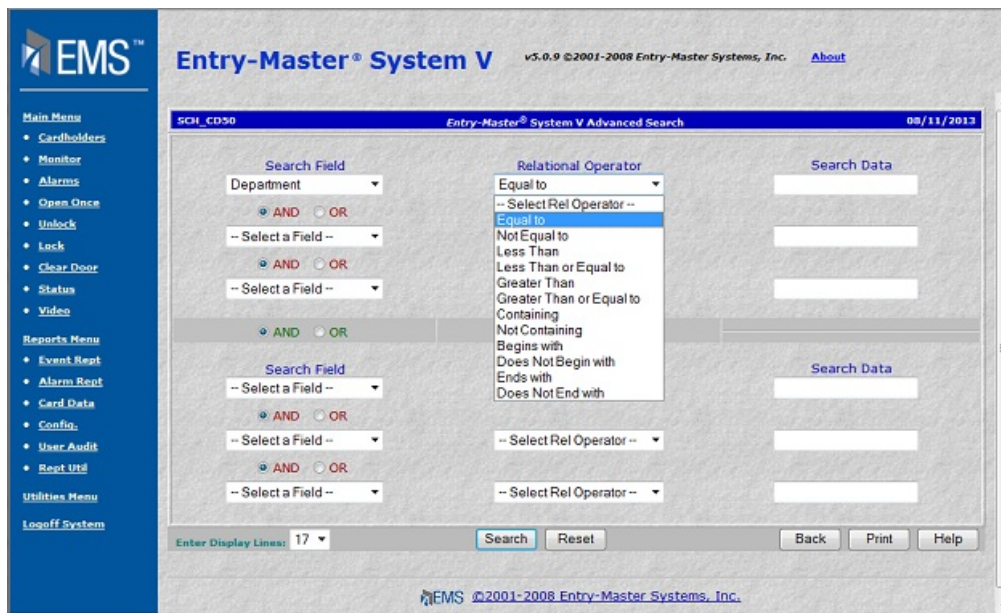 EMS™
Entry-Master® System V v5.0.9 ©2001-2008 Entry-Master Systems, Inc. About
Main Menu
Cardholders
Monitor
Alarms
Open Once
Unlock
Lock
Clear Door
Status
Video
Reports Menu
Event Rept
Alarm Rept
Card Data
Config.
User Audit
Rept Util
Utilities Menu
Logoff System
SCH_CD50 Entry-Master® System V Advanced Search 08/11/2013
Search Field Relational Operator Search Data
Department Equal to
-- Select Rel Operator --
Equal to
Not Equal to
Less Than
Less Than or Equal to
Greater Than
Greater Than or Equal to
Containing
Not Containing
Begins with
Does Not Begin with
Ends with
Does Not End with
AND OR
-- Select a Field --
AND OR
-- Select a Field --
AND OR
Search Field Search Data
-- Select a Field --
AND OR
-- Select a Field -- -- Select Rel Operator --
AND OR
-- Select a Field -- -- Select Rel Operator --
Enter Display Lines: 17 Search Reset Back Print Help
EMS ©2001-2008 Entry-Master Systems, Inc.